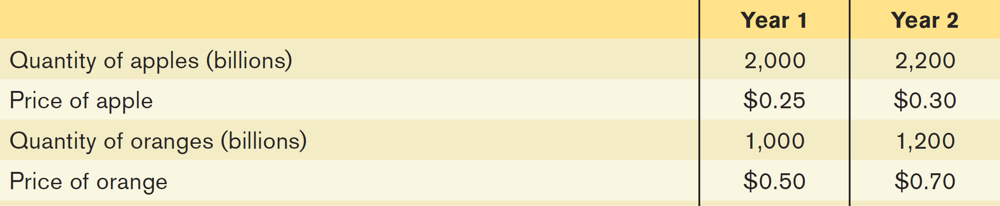 Year 1 Year 2
Quantity of apples (billions) 2,000 2,200
Price of apple $0.25 $0.30
Quantity of oranges (billions) 1,000 1,200
Price of orange $0.50 $0.70